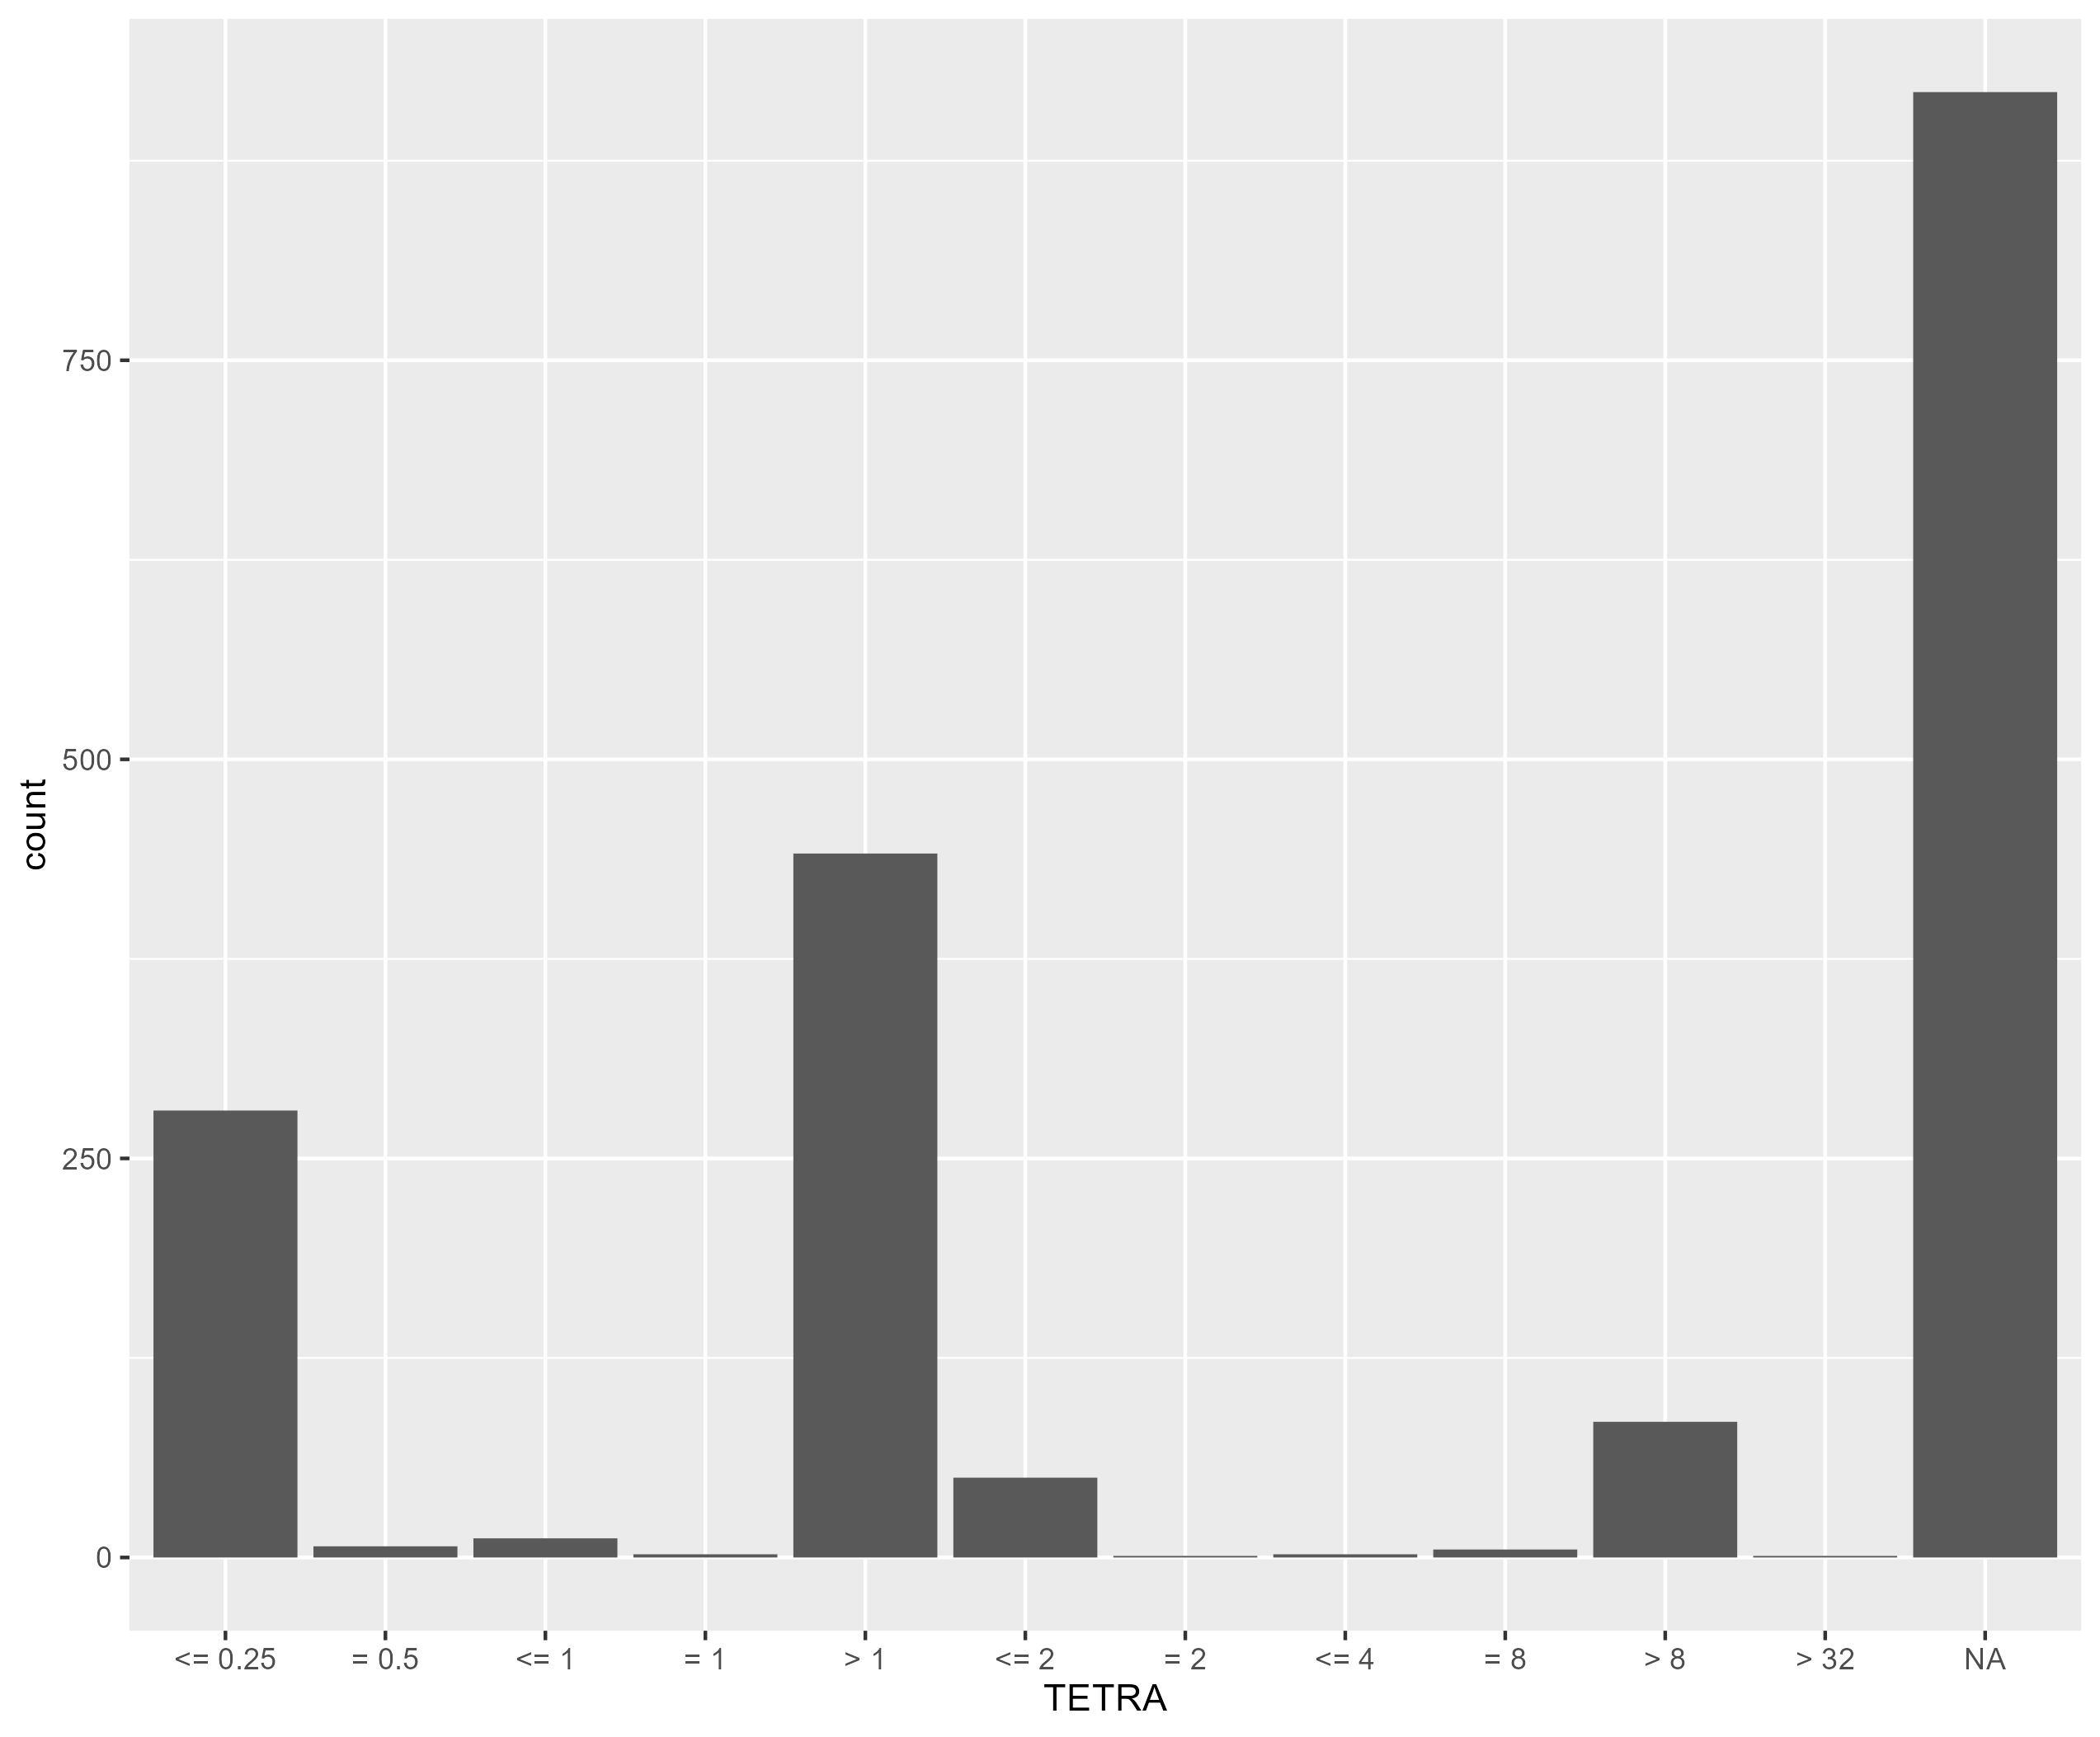 count
750
500
250
0
<= 0.25 = 0.5 <= 1 = 1 > 1 <= 2 = 2 <= 4 = 8 > 8 > 32 NA
TETRA